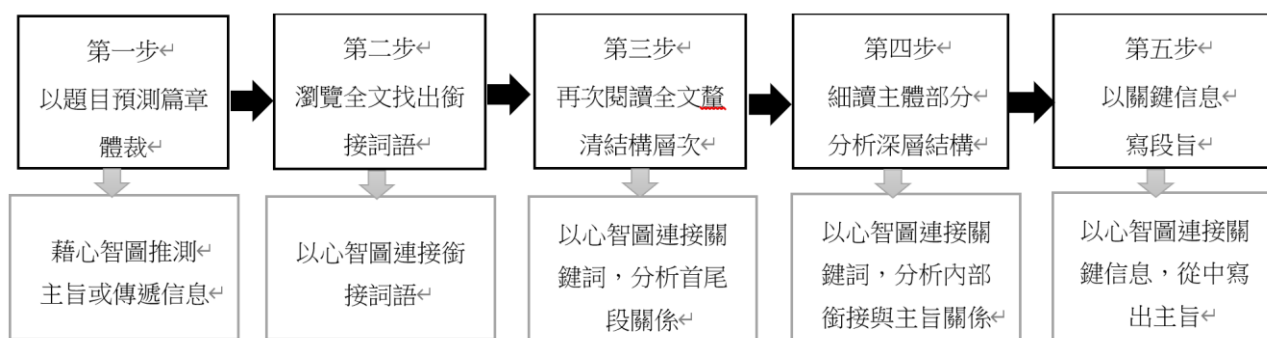 第一步↵
以題目預測篇章
體裁↵
第二步↵
瀏覽全文找出銜
接詞語↵
第三步↵
再次閱讀全文釐
清結構層次↵
第四步↵
細讀主體部分
分析深層結構↵
第五步↵
以關鍵信息
寫段旨↵
藉心智圖推測↵
主旨或傳遞信息↵
以心智圖連接銜
接詞語↵
以心智圖連接關
鍵詞，分析首尾
段關係↵
以心智圖連接關
鍵詞，分析內部
銜接與主旨關係↵
以心智圖連接關
鍵信息，從中寫
出主旨↵